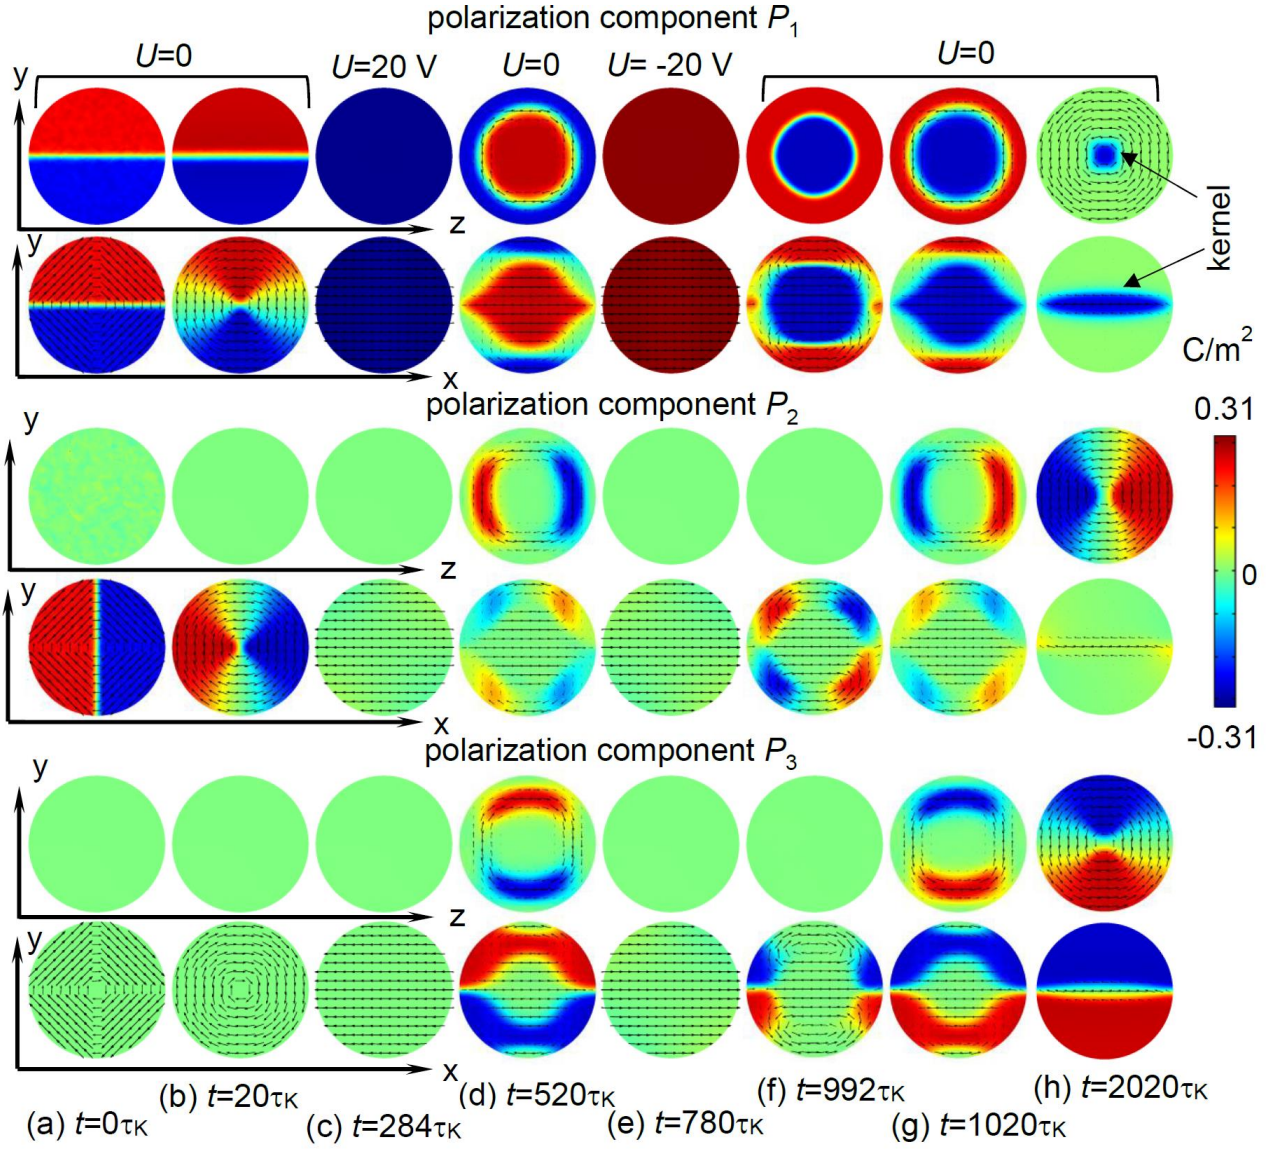 polarization component P₁
U=0 U=20 V U=0 U= -20 V U=0
y
z
kernel
y
x
C/m²
polarization component P₂
0.31
y
z
0
y
x
-0.31
polarization component P₃
y
z
y
x
(a) t=0τK
(b) t=20τK
(c) t=284τK
(d) t=520τK
(e) t=780τK
(f) t=992τK
(g) t=1020τK
(h) t=2020τK